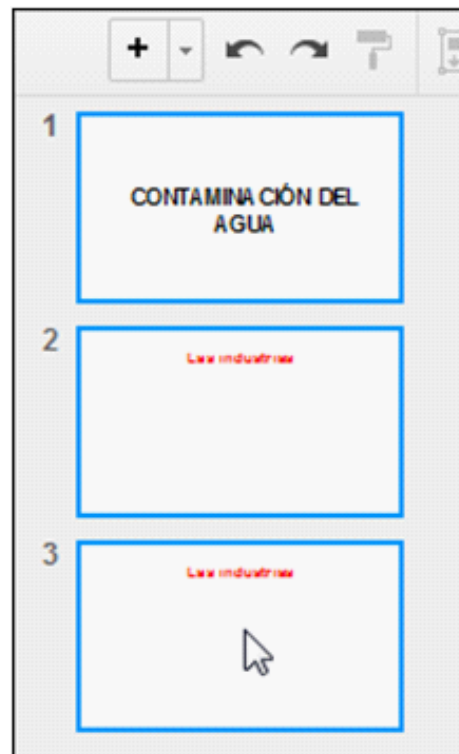 1
CONTAMINACIÓN DEL
AGUA
2
Las industrias
3
Las industrias